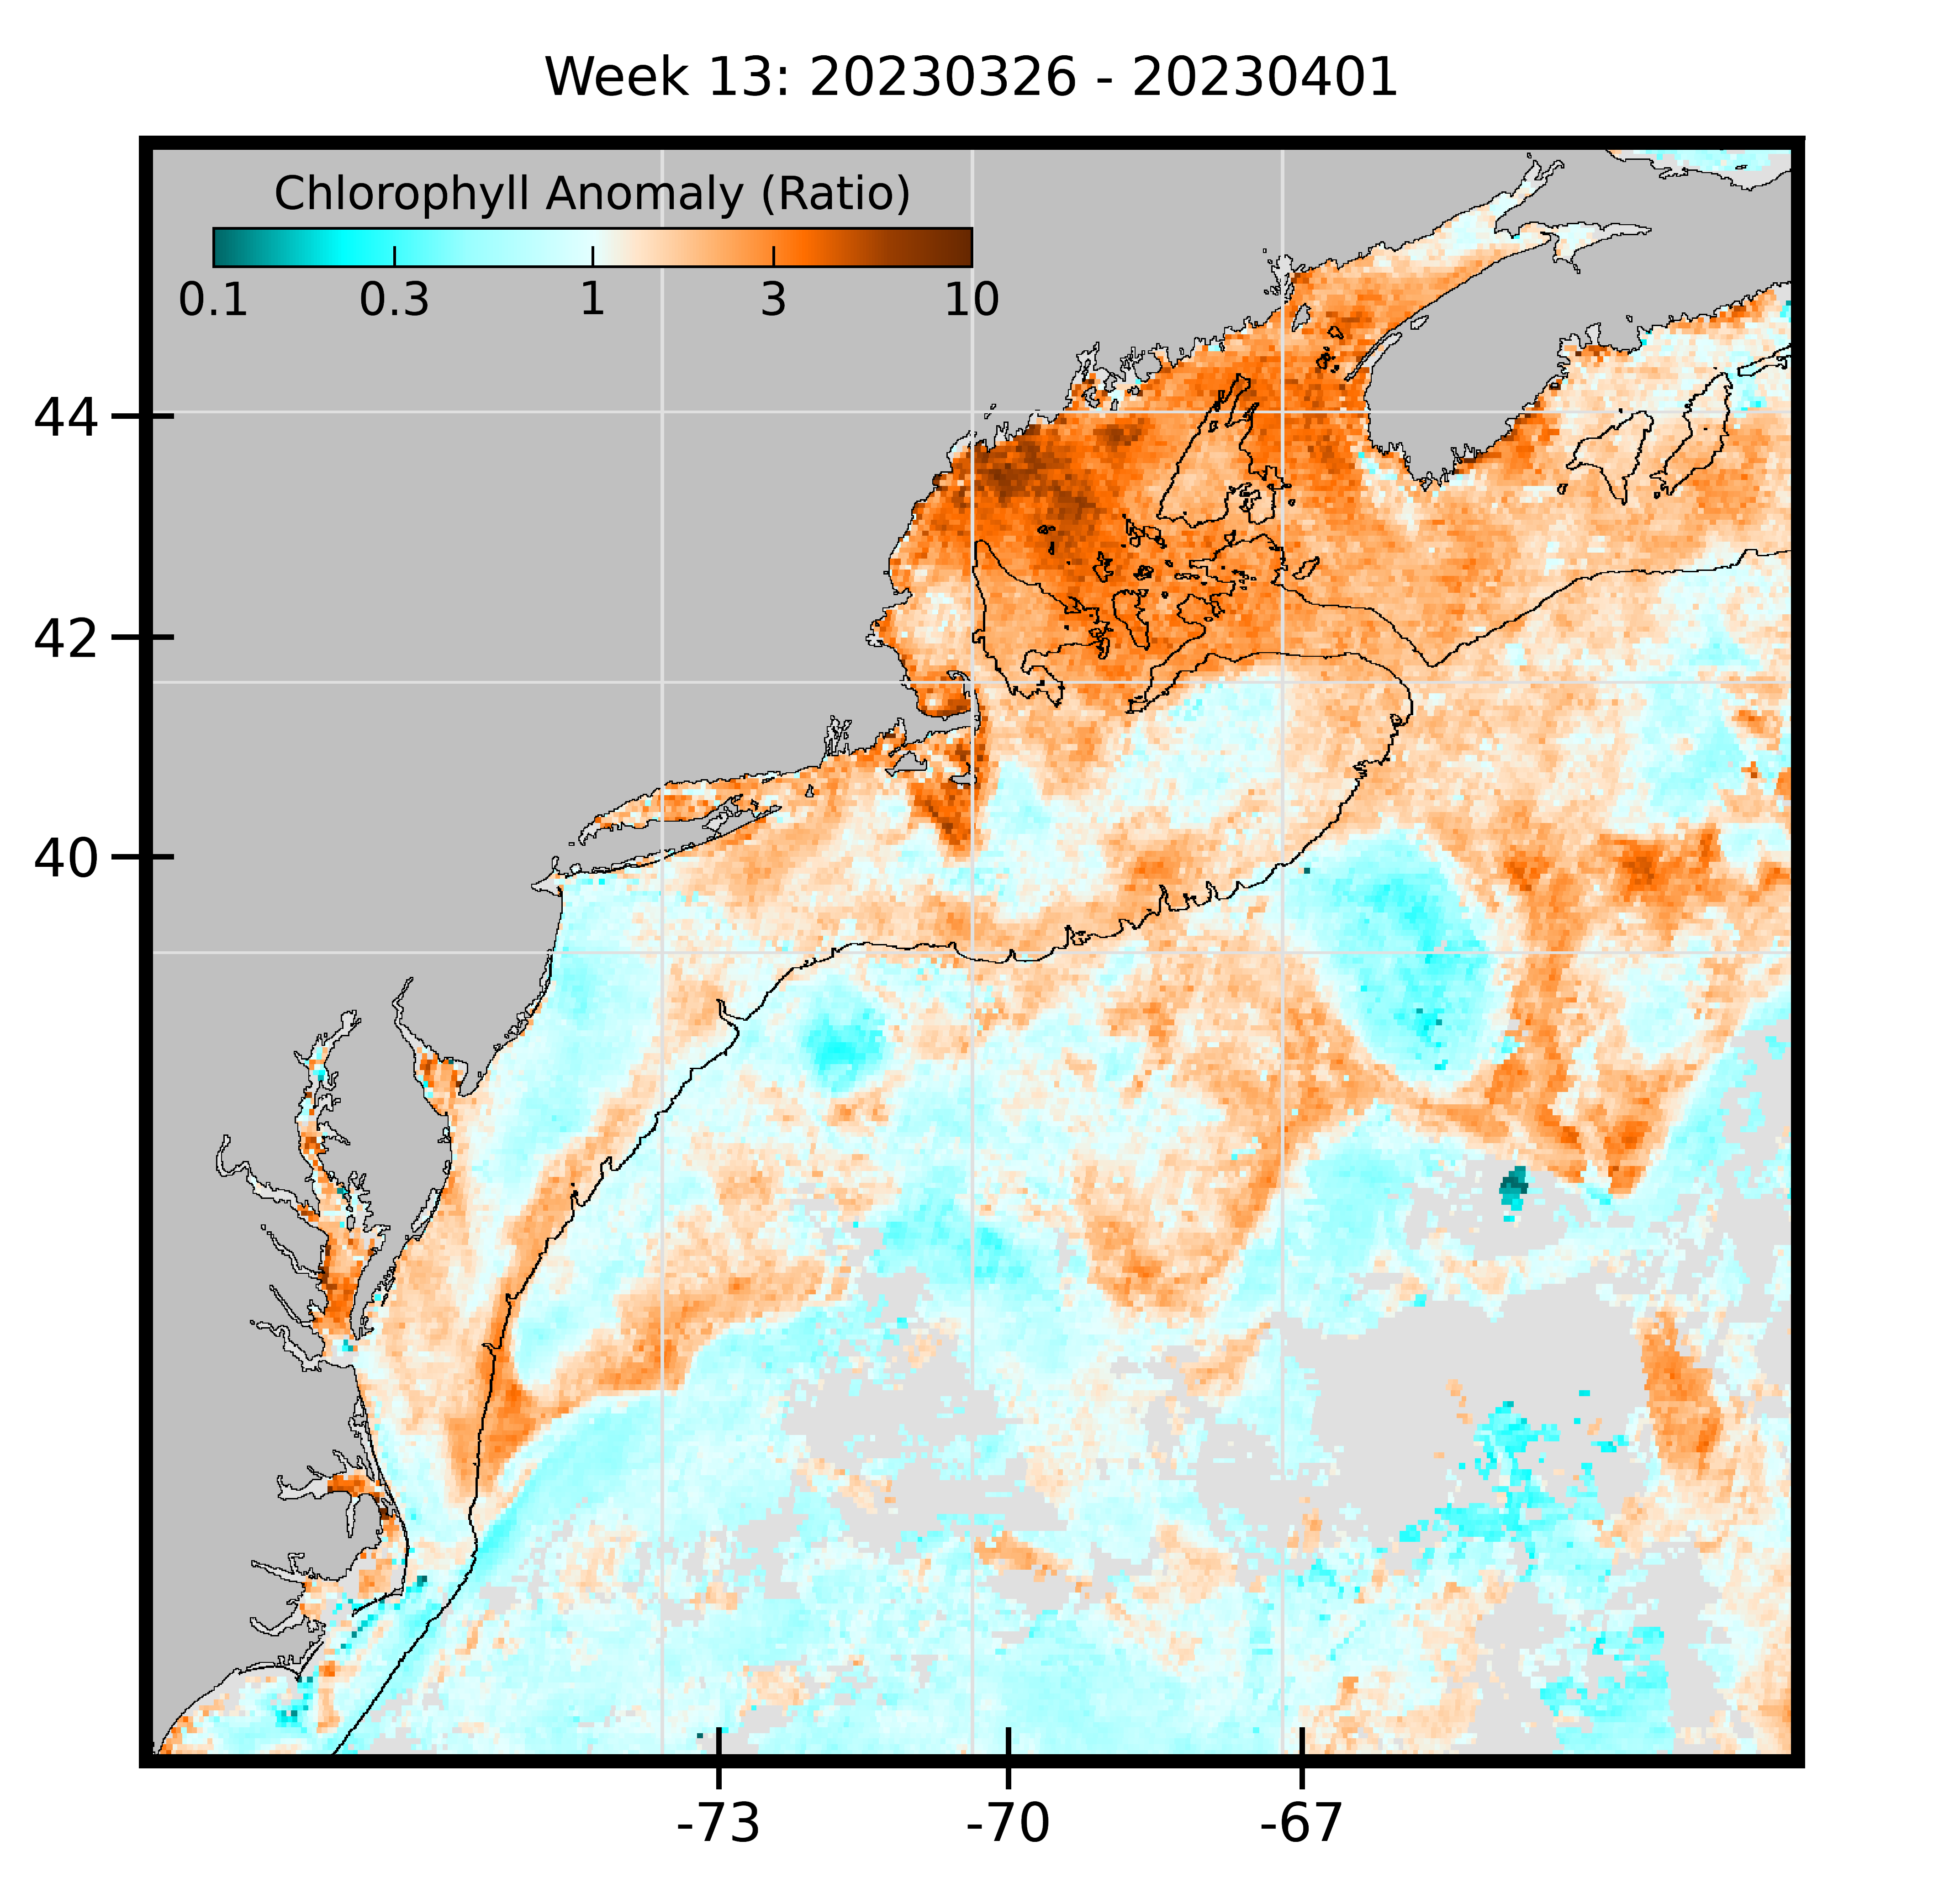 Week 13: 20230326 - 20230401
Chlorophyll Anomaly (Ratio)
0.1 0.3 1 3 10
44
42
40
-73 -70 -67